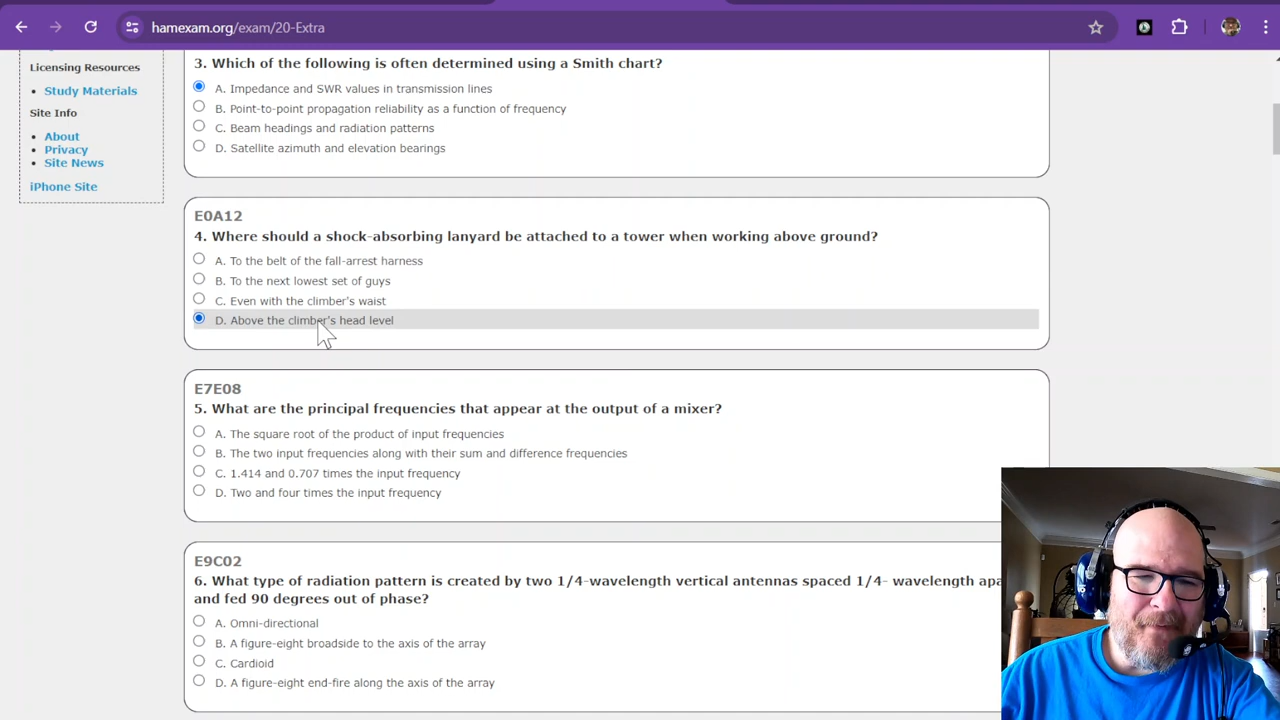 hamexam.org/exam/20-Extra
Licensing Resources
Study Materials
Site Info
About
Privacy
Site News
iPhone Site
3. Which of the following is often determined using a Smith chart?
A. Impedance and SWR values in transmission lines
B. Point-to-point propagation reliability as a function of frequency
C. Beam headings and radiation patterns
D. Satellite azimuth and elevation bearings
E0A12
4. Where should a shock-absorbing lanyard be attached to a tower when working above ground?
A. To the belt of the fall-arrest harness
B. To the next lowest set of guys
C. Even with the climber's waist
D. Above the climber's head level
E7E08
5. What are the principal frequencies that appear at the output of a mixer?
A. The square root of the product of input frequencies
B. The two input frequencies along with their sum and difference frequencies
C. 1.414 and 0.707 times the input frequency
D. Two and four times the input frequency
E9C02
6. What type of radiation pattern is created by two 1/4-wavelength vertical antennas spaced 1/4- wavelength
and fed 90 degrees out of phase?
A. Omni-directional
B. A figure-eight broadside to the axis of the array
C. Cardioid
D. A figure-eight end-fire along the axis of the array